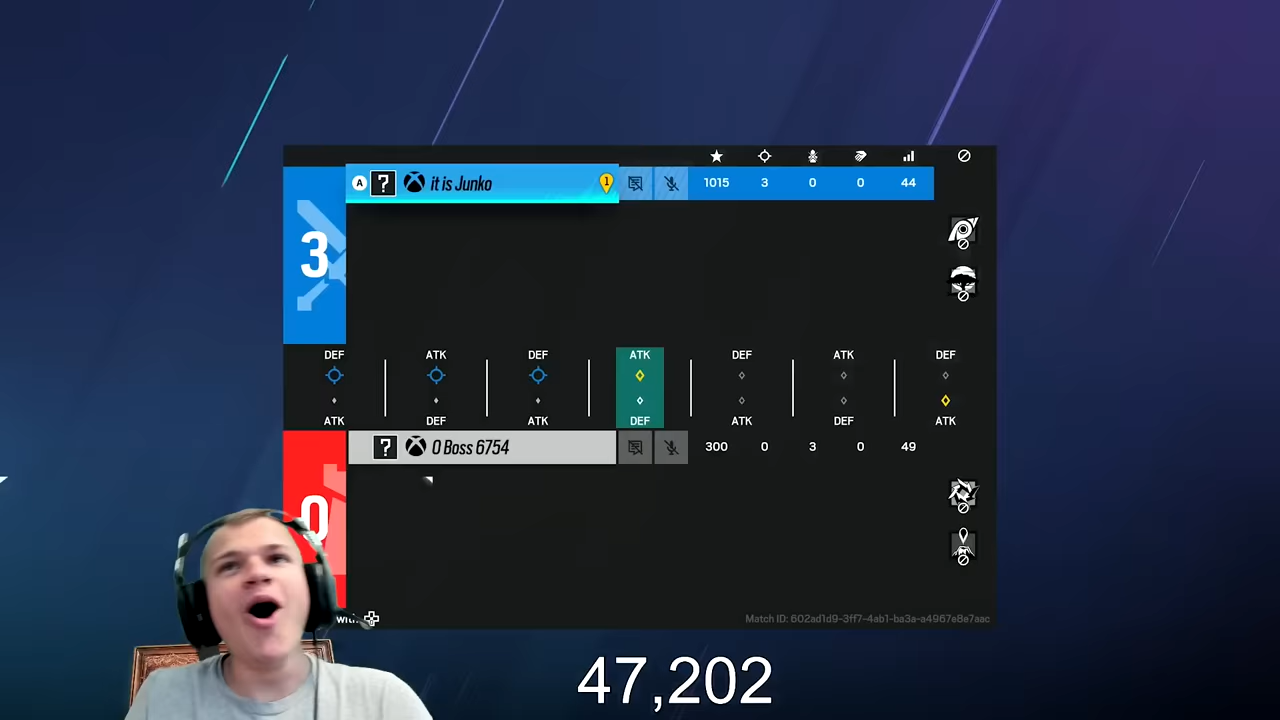 A ? it is Junko 1 1015 3 0 0 44
3
DEF ATK DEF ATK DEF ATK DEF
ATK DEF ATK DEF ATK DEF ATK
? O Boss 6754 300 0 3 0 49
0
Match ID: 602ad1d9-3ff7-4ab1-ba3a-a4967e8e7aac
47,202